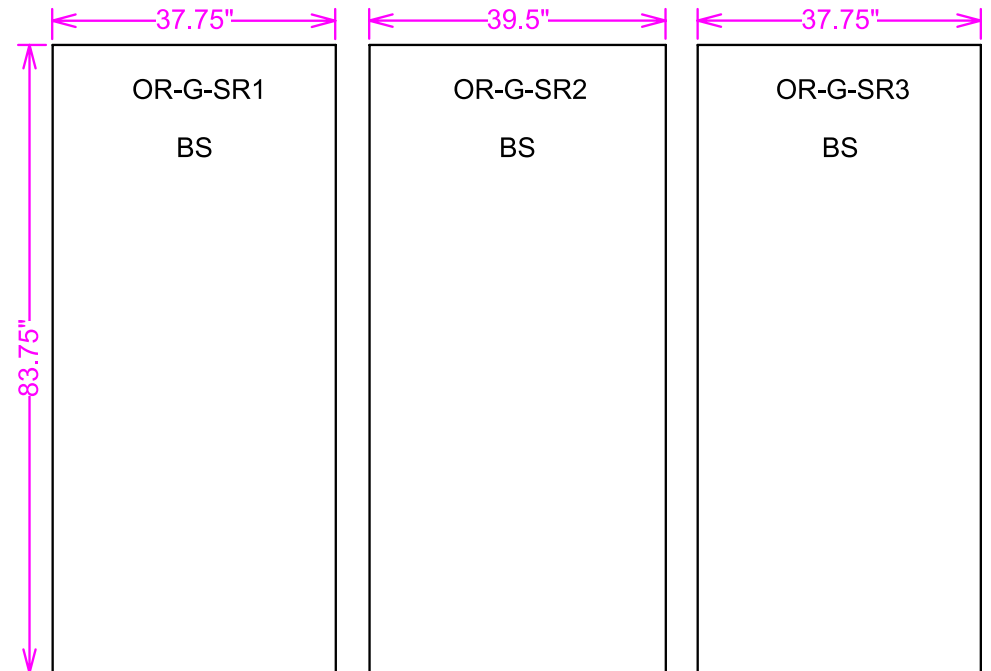 37.75" 39.5" 37.75"
OR-G-SR1 OR-G-SR2 OR-G-SR3
BS BS BS
83.75"